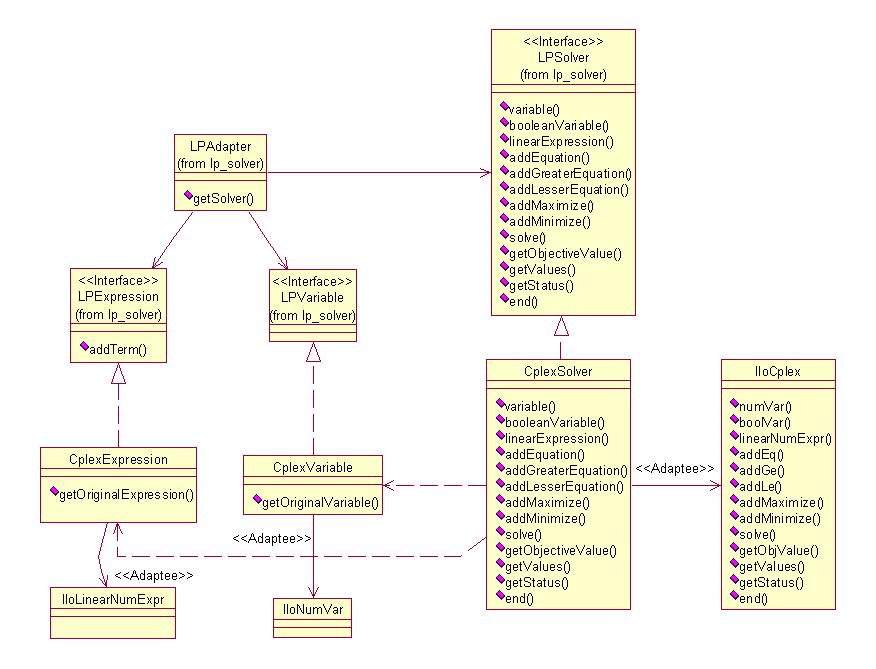 <<Interface>>
LPSolver
(from lp_solver)
variable()
booleanVariable()
linearExpression()
addEquation()
addGreaterEquation()
addLesserEquation()
addMaximize()
addMinimize()
solve()
getObjectiveValue()
getValues()
getStatus()
end()
LPAdapter
(from lp_solver)
getSolver()
<<Interface>>
LPExpression
(from lp_solver)
addTerm()
<<Interface>>
LPVariable
(from lp_solver)
CplexSolver
variable()
booleanVariable()
linearExpression()
addEquation()
addGreaterEquation()
addLesserEquation()
addMaximize()
addMinimize()
solve()
getObjectiveValue()
getValues()
getStatus()
end()
<<Adaptee>>
IloCplex
numVar()
boolVar()
linearNumExpr()
addEq()
addGe()
addLe()
addMaximize()
addMinimize()
solve()
getObjValue()
getValues()
getStatus()
end()
CplexExpression
getOriginalExpression()
CplexVariable
getOriginalVariable()
<<Adaptee>>
<<Adaptee>>
IloLinearNumExpr
IloNumVar